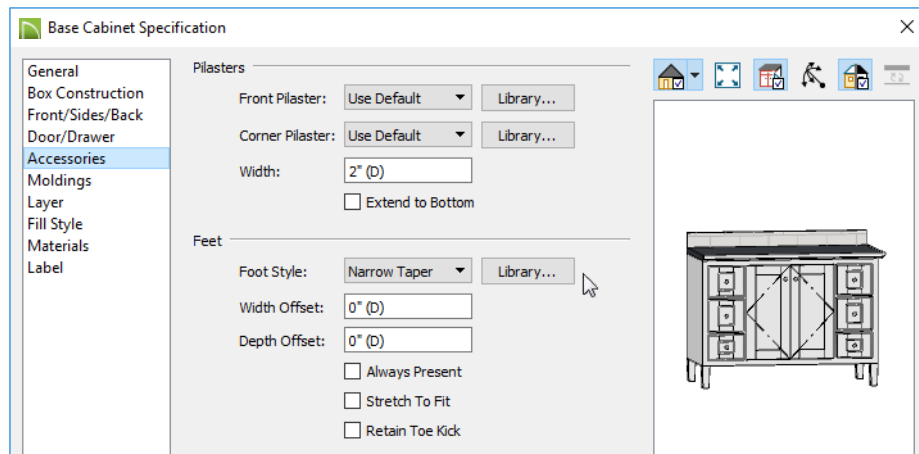 Base Cabinet Specification
General
Box Construction
Front/Sides/Back
Door/Drawer
Accessories
Moldings
Layer
Fill Style
Materials
Label
Pilasters
Front Pilaster: Use Default Library...
Corner Pilaster: Use Default Library...
Width: 2" (D)
Extend to Bottom
Feet
Foot Style: Narrow Taper Library...
Width Offset: 0" (D)
Depth Offset: 0" (D)
Always Present
Stretch To Fit
Retain Toe Kick